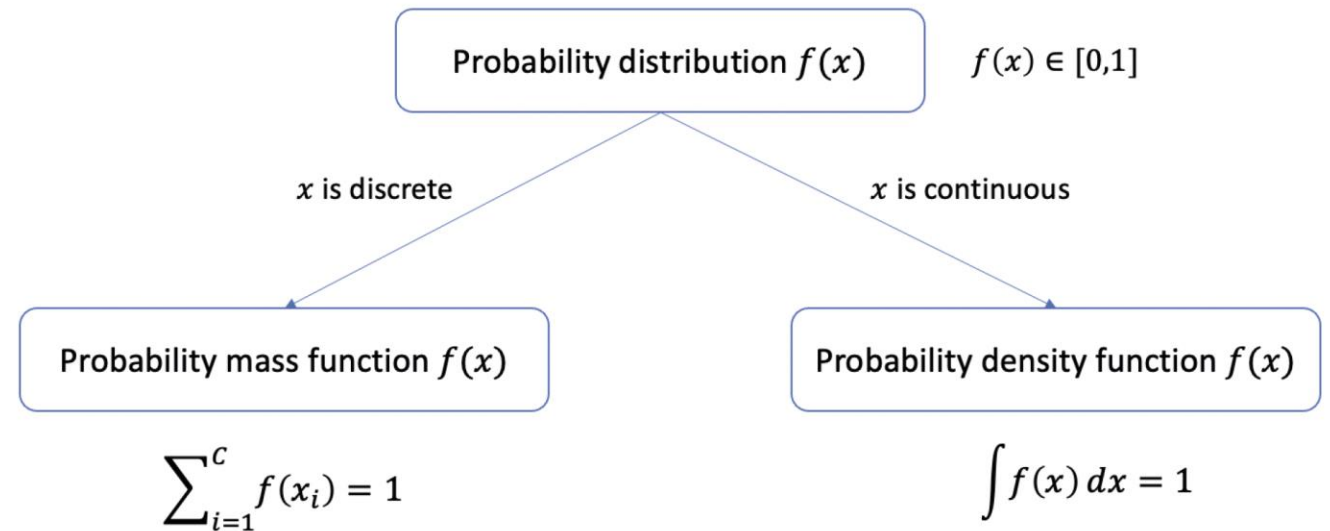 Probability distribution f(x)
f(x) ∈ [0,1]
x is discrete
x is continuous
Probability mass function f(x)
Probability density function f(x)
∑_{i=1}^{C} f(x_i) = 1
∫ f(x) dx = 1